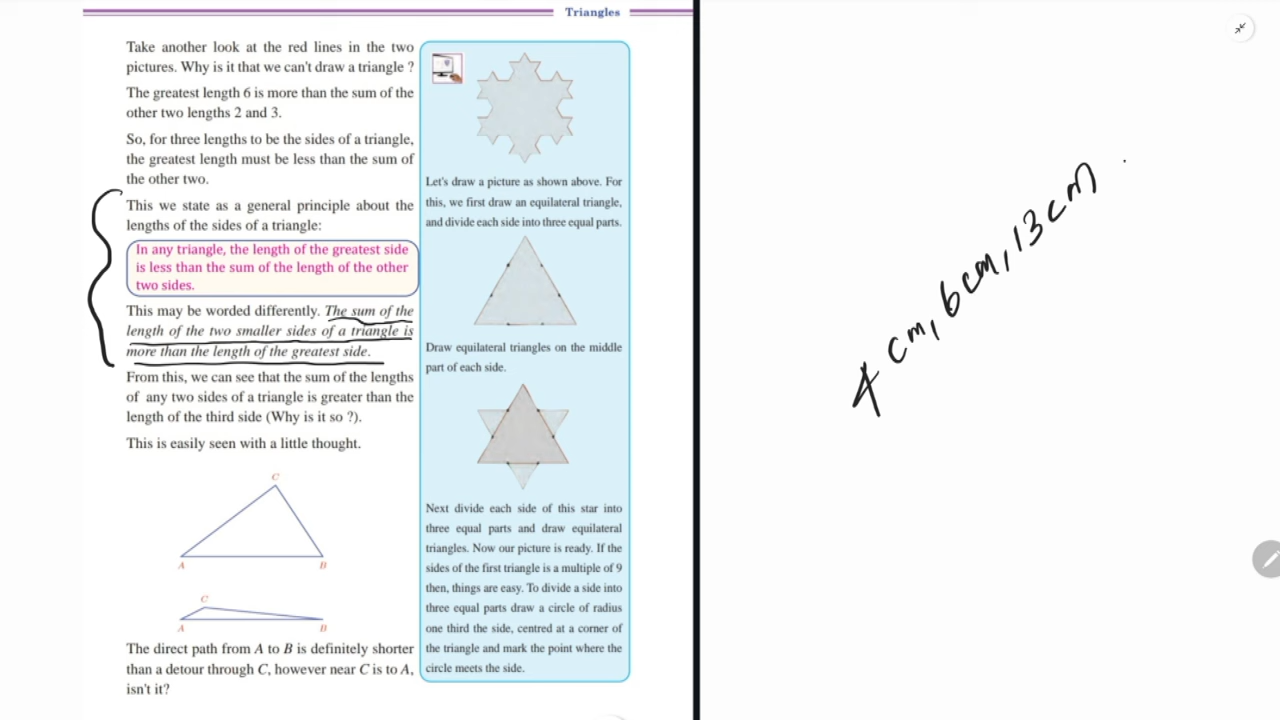 Triangles
Take another look at the red lines in the two
pictures. Why is it that we can't draw a triangle ?
The greatest length 6 is more than the sum of the
other two lengths 2 and 3.
So, for three lengths to be the sides of a triangle,
the greatest length must be less than the sum of
the other two.
This we state as a general principle about the
lengths of the sides of a triangle:
In any triangle, the length of the greatest side
is less than the sum of the length of the other
two sides.
This may be worded differently. The sum of the
length of the two smaller sides of a triangle is
more than the length of the greatest side.
From this, we can see that the sum of the lengths
of any two sides of a triangle is greater than the
length of the third side (Why is it so ?).
This is easily seen with a little thought.
C
A B
C
A B
The direct path from A to B is definitely shorter
than a detour through C, however near C is to A,
isn't it?
Let's draw a picture as shown above. For
this, we first draw an equilateral triangle,
and divide each side into three equal parts.
Draw equilateral triangles on the middle
part of each side.
Next divide each side of this star into
three equal parts and draw equilateral
triangles. Now our picture is ready. If the
sides of the first triangle is a multiple of 9
then, things are easy. To divide a side into
three equal parts draw a circle of radius
one third the side, centred at a corner of
the triangle and mark the point where the
circle meets the side.
4 cm, 6cm, 13cm